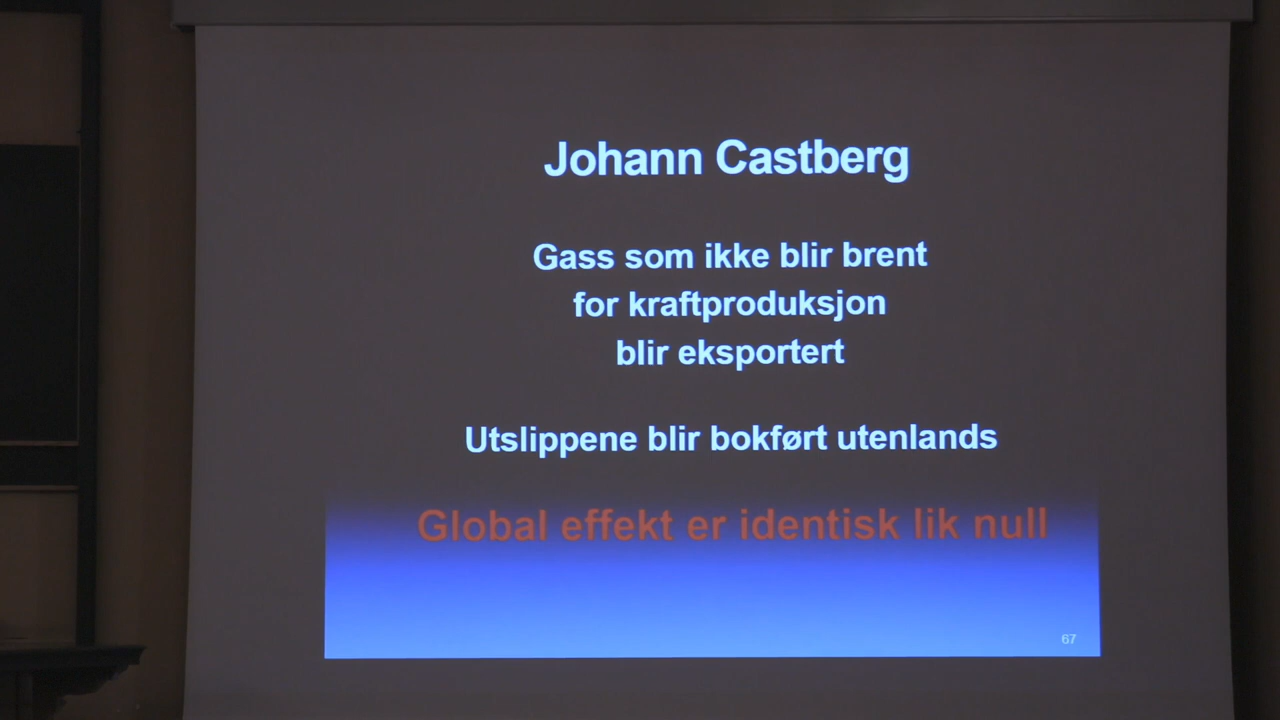 Johann Castberg
Gass som ikke blir brent
for kraftproduksjon
blir eksportert
Utslippene blir bokført utenlands
Global effekt er identisk lik null
67